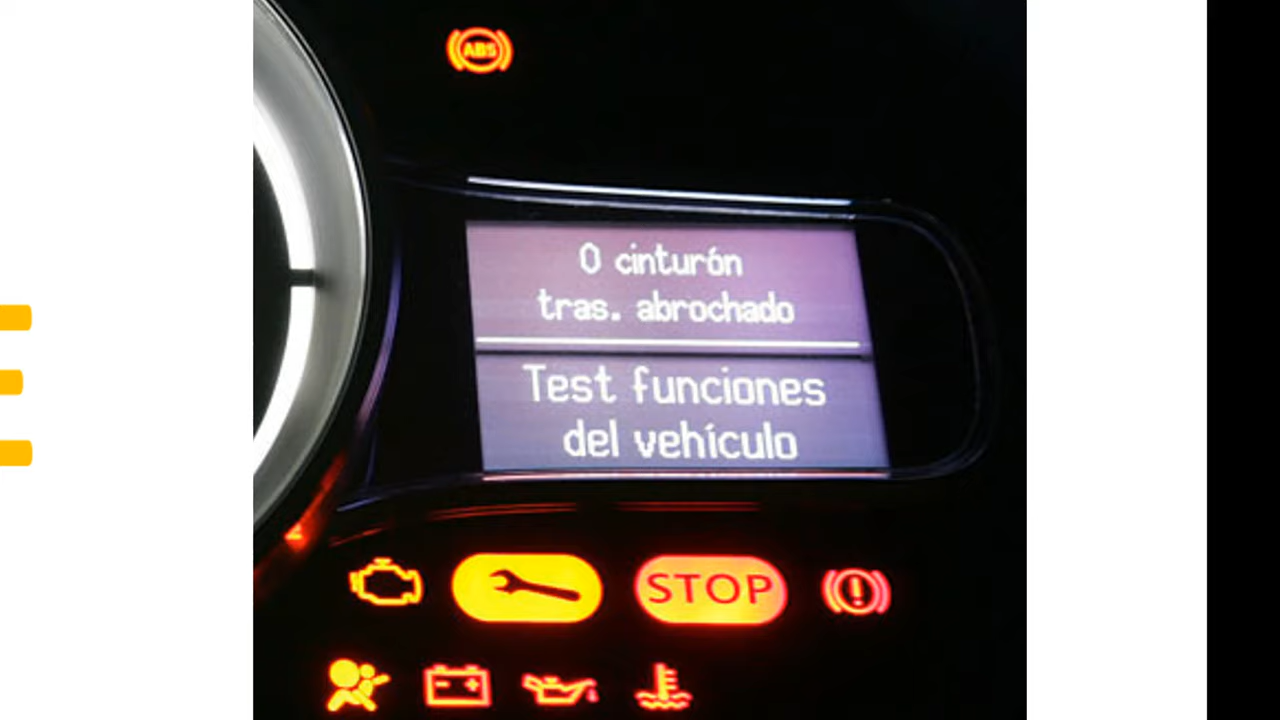 ABS
0 cinturón
tras. abrochado
Test funciones
del vehículo
STOP